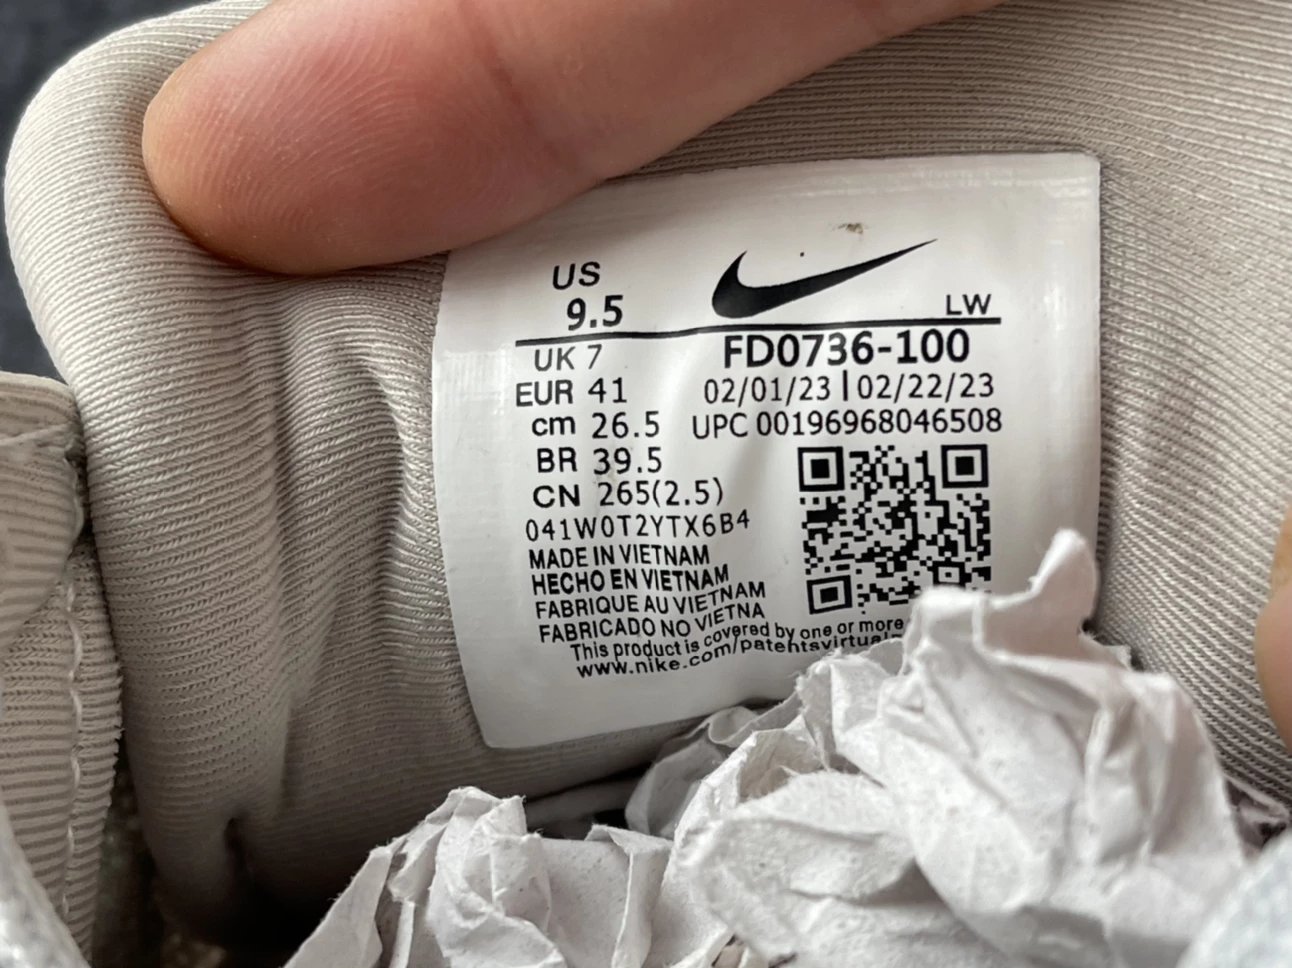 US
9.5
LW
UK 7
FD0736-100
EUR 41
02/01/23 | 02/22/23
cm 26.5
UPC 00196968046508
BR 39.5
CN 265(2.5)
041W0T2YTX6B4
MADE IN VIETNAM
HECHO EN VIETNAM
FABRIQUE AU VIETNAM
FABRICADO NO VIETNA
This product is covered by one or more
www.nike.com/patents